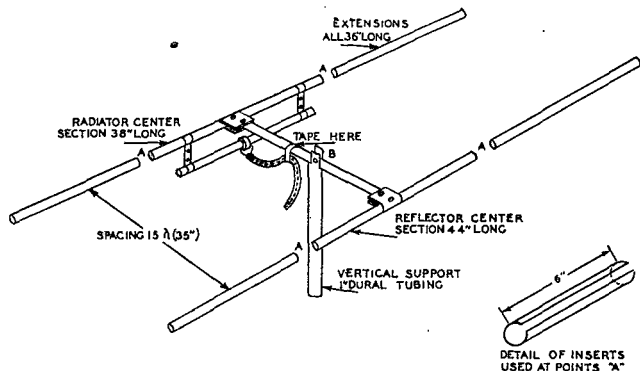 EXTENSIONS
ALL 36" LONG
A
RADIATOR CENTER
SECTION 38" LONG
TAPE HERE
A
B
A
SPACING 15 λ (35")
REFLECTOR CENTER
SECTION 44" LONG
A
VERTICAL SUPPORT
1" DURAL TUBING
6"
DETAIL OF INSERTS
USED AT POINTS "A"